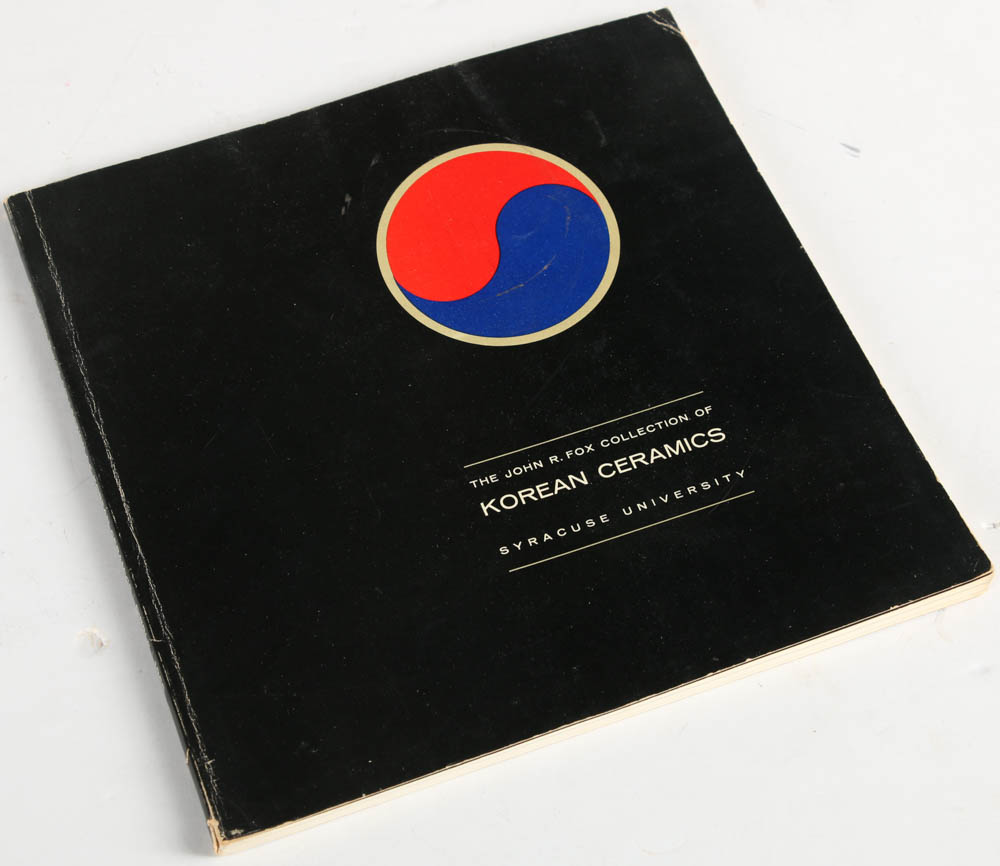 THE JOHN R. FOX COLLECTION OF
KOREAN CERAMICS
SYRACUSE UNIVERSITY